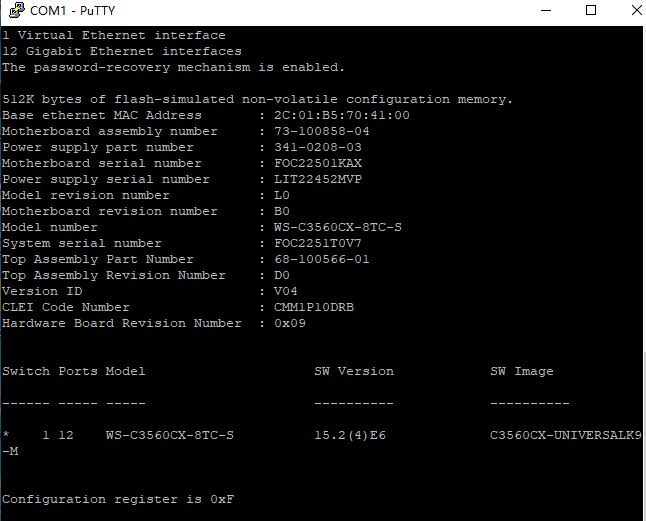 COM1 - PuTTY
1 Virtual Ethernet interface
12 Gigabit Ethernet interfaces
The password-recovery mechanism is enabled.
512K bytes of flash-simulated non-volatile configuration memory.
Base ethernet MAC Address : 2C:01:B5:70:41:00
Motherboard assembly number : 73-100858-04
Power supply part number : 341-0208-03
Motherboard serial number : FOC22501KAX
Power supply serial number : LIT22452MVP
Model revision number : L0
Motherboard revision number : B0
Model number : WS-C3560CX-8TC-S
System serial number : FOC2251T0V7
Top Assembly Part Number : 68-100566-01
Top Assembly Revision Number : D0
Version ID : V04
CLEI Code Number : CMM1P10DRB
Hardware Board Revision Number : 0x09
Switch Ports Model SW Version SW Image
------ ----- ----- ---------- ----------
* 1 12 WS-C3560CX-8TC-S 15.2(4)E6 C3560CX-UNIVERSALK9
-M
Configuration register is 0xF